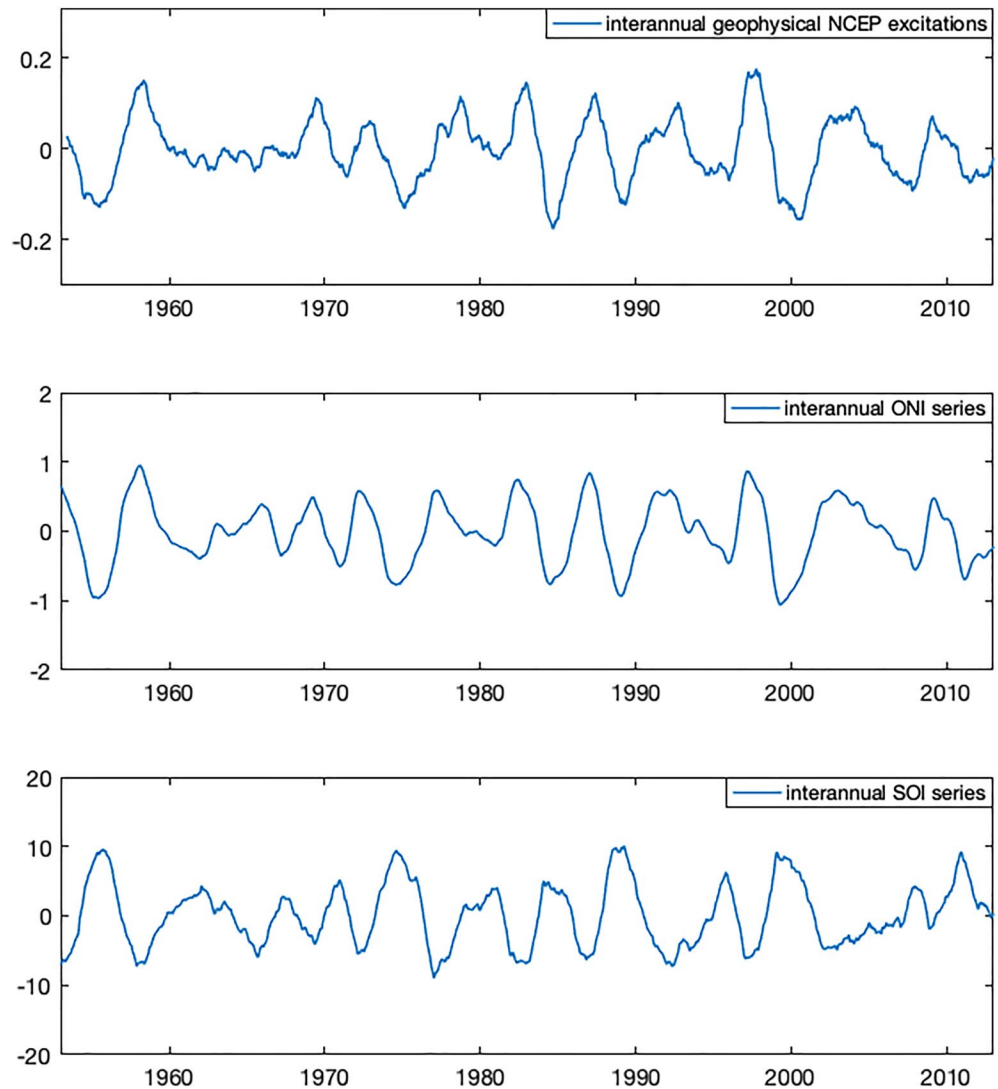 interannual geophysical NCEP excitations
0.2
0
-0.2
1960 1970 1980 1990 2000 2010
interannual ONI series
2
1
0
-1
-2
1960 1970 1980 1990 2000 2010
interannual SOI series
20
10
0
-10
-20
1960 1970 1980 1990 2000 2010